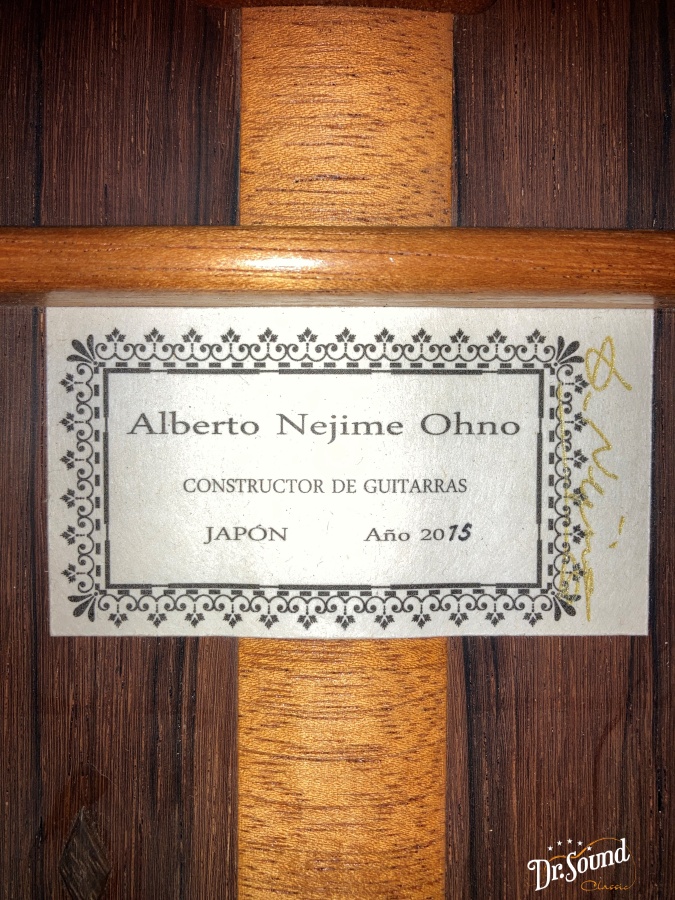 Alberto Nejime Ohno
CONSTRUCTOR DE GUITARRAS
JAPÓN Año 2015
Dr.Sound
Classic